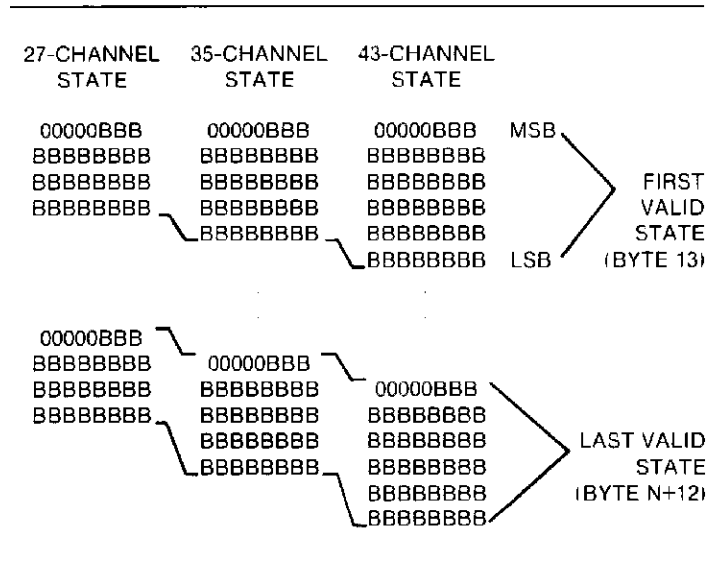 27-CHANNEL 35-CHANNEL 43-CHANNEL
STATE STATE STATE
00000BBB 00000BBB 00000BBB MSB
BBBBBBBB BBBBBBBB BBBBBBBB
BBBBBBBB BBBBBBBB BBBBBBBB FIRST
BBBBBBBB BBBBBBBB BBBBBBBB VALID
BBBBBBBB BBBBBBBB STATE
BBBBBBBB LSB (BYTE 13)
00000BBB
BBBBBBBB 00000BBB
BBBBBBBB BBBBBBBB 00000BBB
BBBBBBBB BBBBBBBB BBBBBBBB
BBBBBBBB BBBBBBBB LAST VALID
BBBBBBBB BBBBBBBB STATE
BBBBBBBB (BYTE N+12)
BBBBBBBB